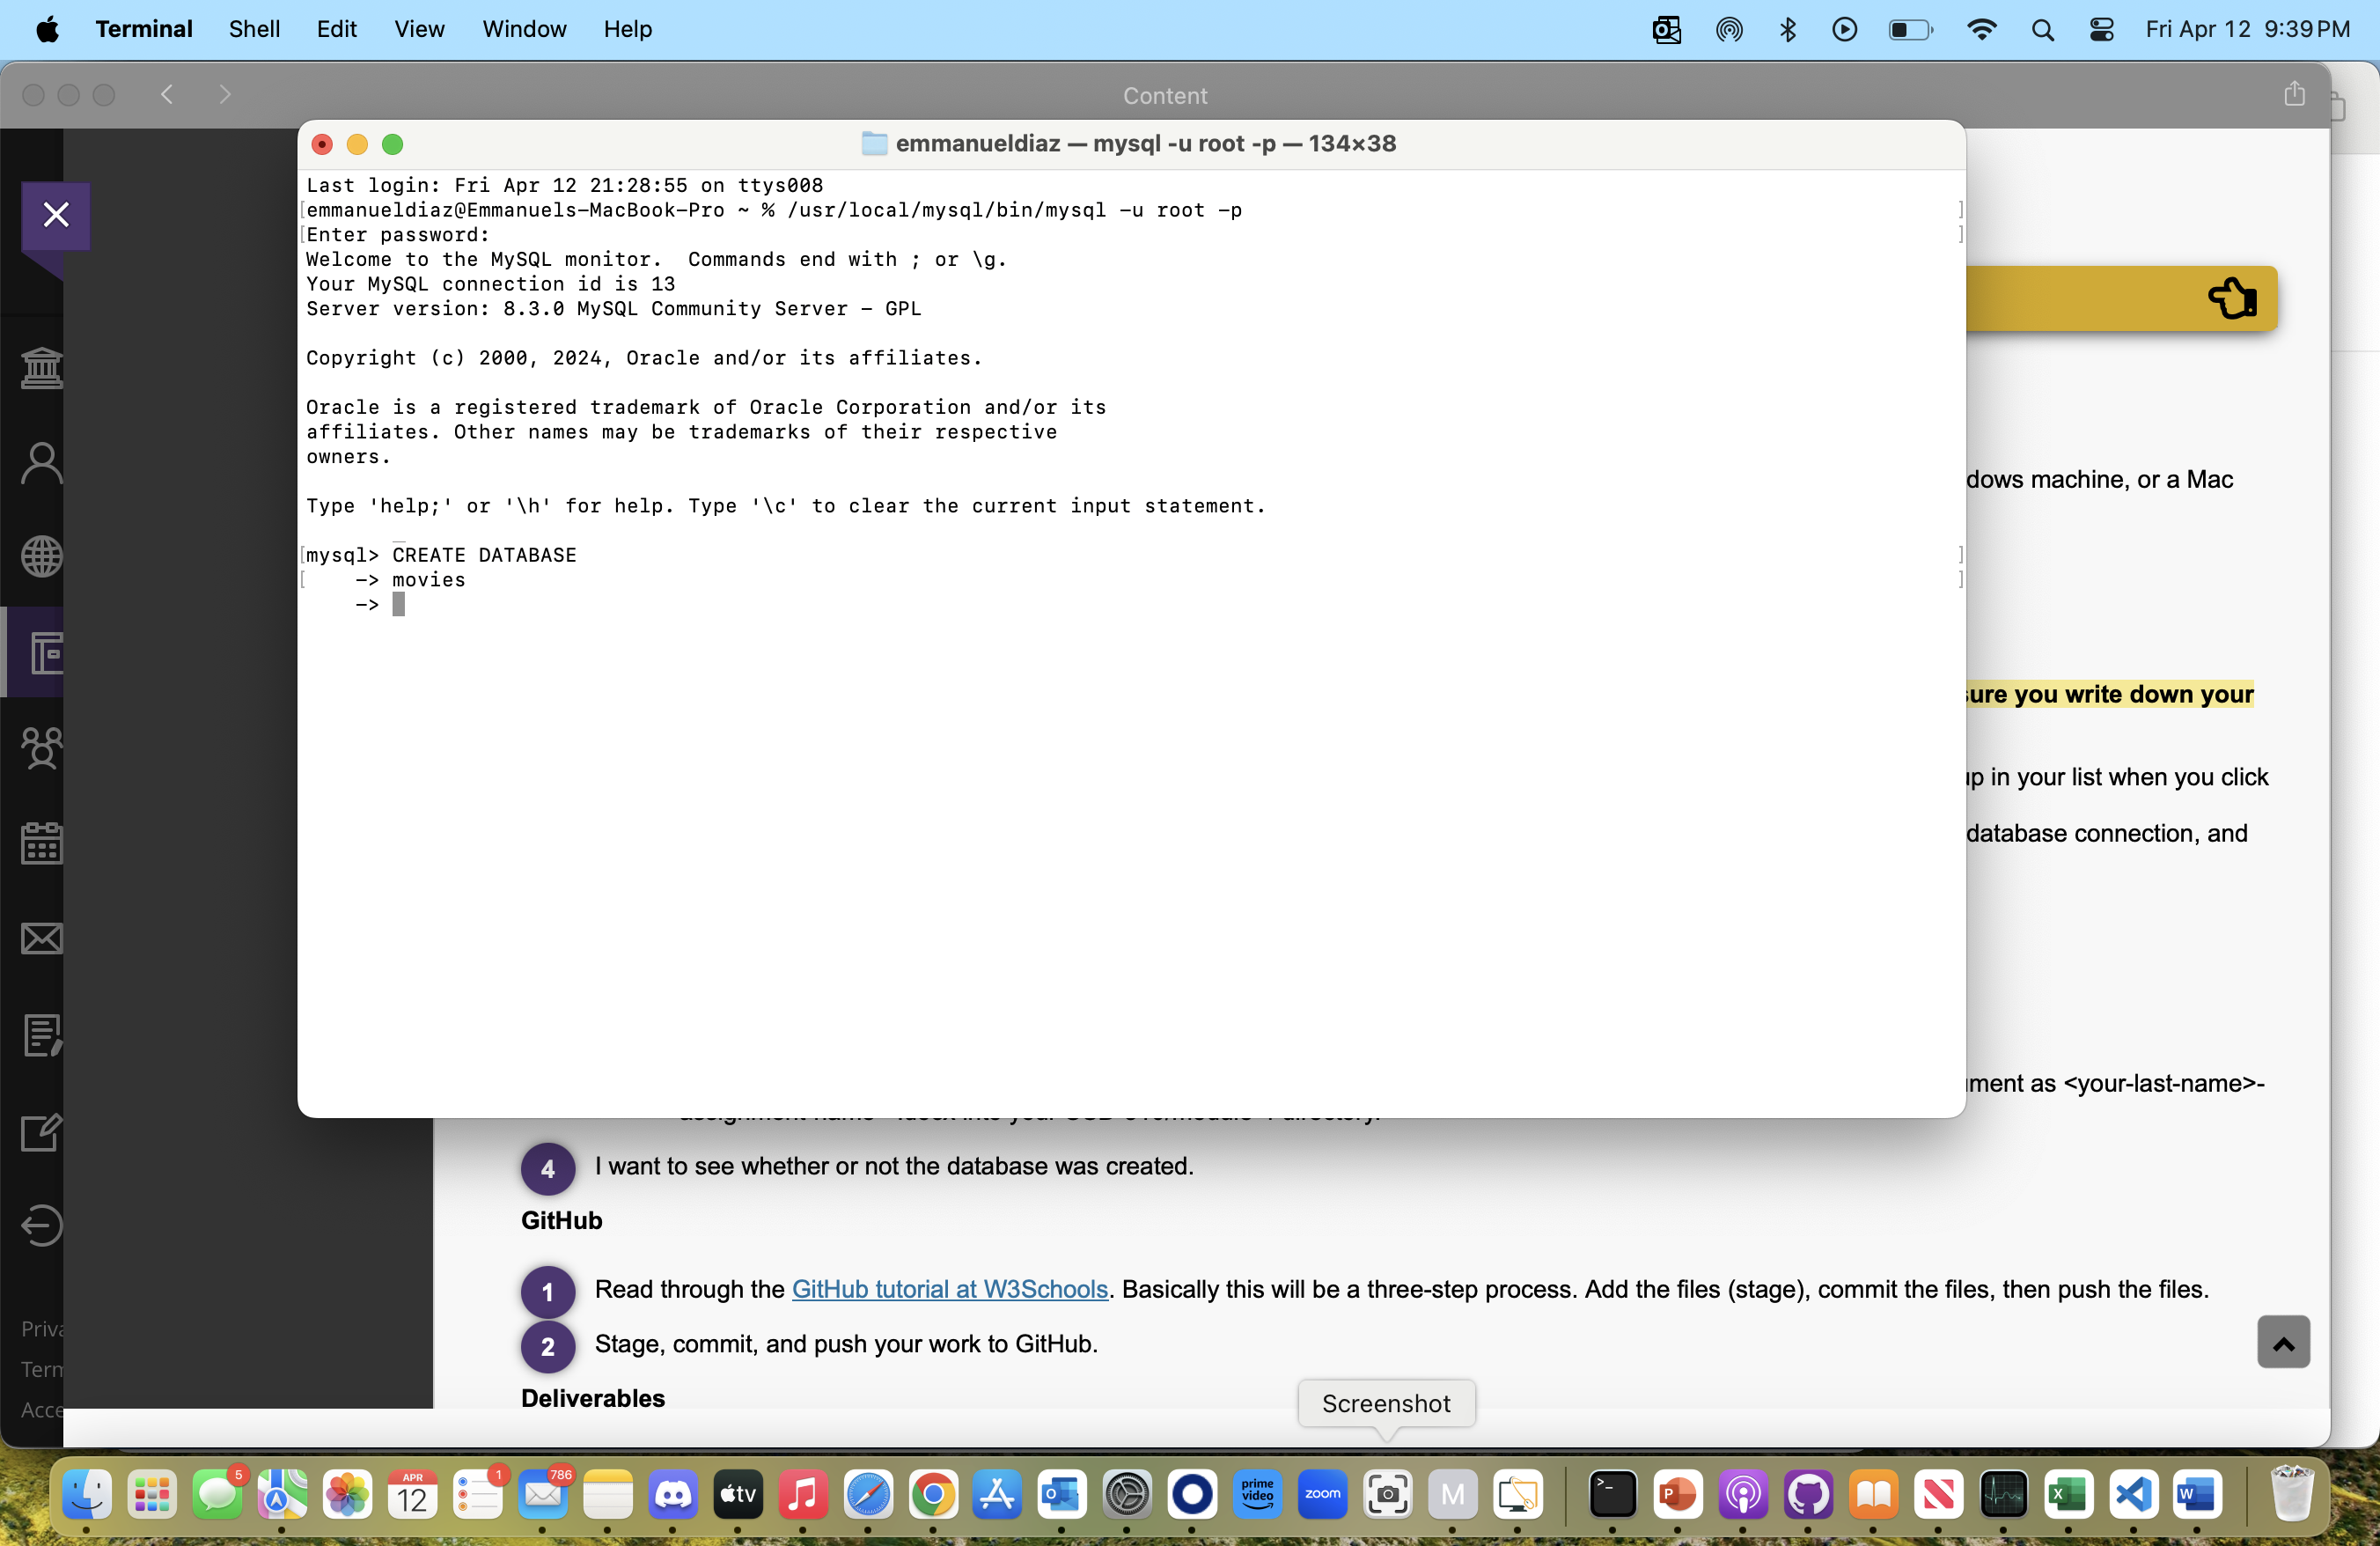 Terminal Shell Edit View Window Help Fri Apr 12 9:39 PM
Content
emmanueldiaz — mysql -u root -p — 134×38
Last login: Fri Apr 12 21:28:55 on ttys008
[emmanueldiaz@Emmanuels-MacBook-Pro ~ % /usr/local/mysql/bin/mysql -u root -p ]
[Enter password: ]
Welcome to the MySQL monitor.  Commands end with ; or \g.
Your MySQL connection id is 13
Server version: 8.3.0 MySQL Community Server - GPL
Copyright (c) 2000, 2024, Oracle and/or its affiliates.
Oracle is a registered trademark of Oracle Corporation and/or its
affiliates. Other names may be trademarks of their respective
owners.
Type 'help;' or '\h' for help. Type '\c' to clear the current input statement.
[mysql> CREATE DATABASE ]
[    -> movies ]
    ->
dows machine, or a Mac
sure you write down your
up in your list when you click
database connection, and
ment as <your-last-name>-
4 I want to see whether or not the database was created.
GitHub
1 Read through the GitHub tutorial at W3Schools. Basically this will be a three-step process. Add the files (stage), commit the files, then push the files.
2 Stage, commit, and push your work to GitHub.
Deliverables
Priva
Term
Acce
Screenshot
5
APR
12
1
786
tv
prime video
zoom
M